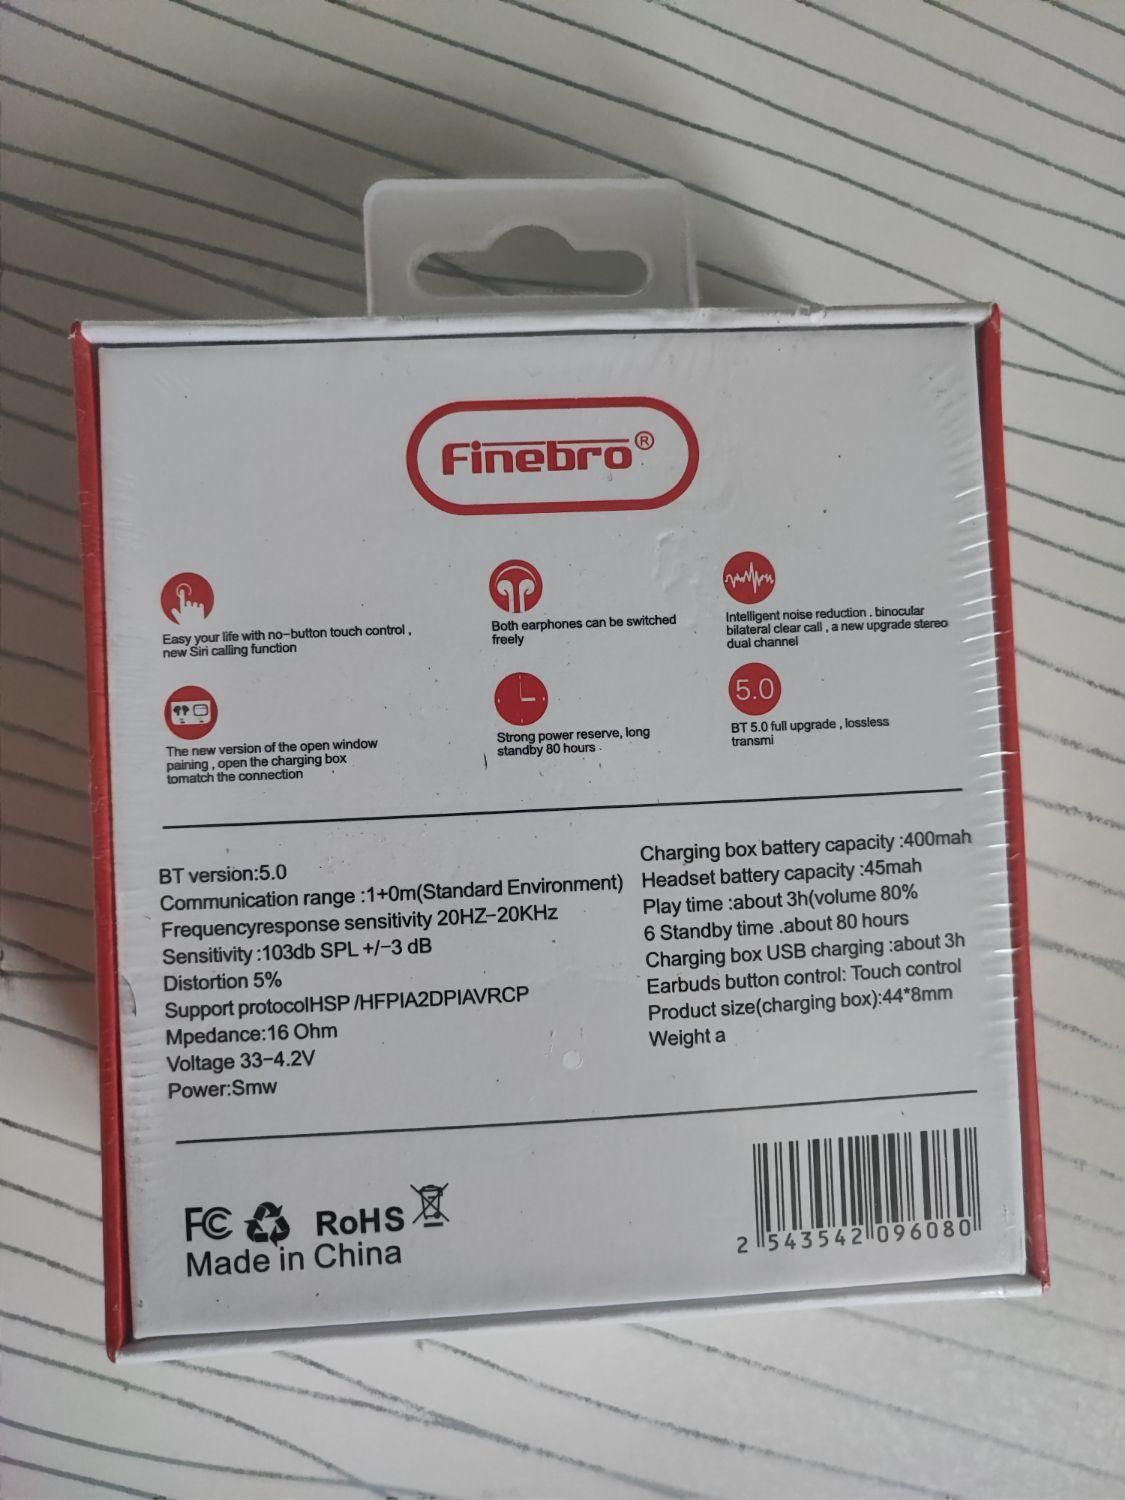 Finebro®
Easy your life with no-button touch control ,
new Siri calling function
Both earphones can be switched
freely
Intelligent noise reduction . binocular
bilateral clear call , a new upgrade stereo
dual channel
5.0
The new version of the open window
paining , open the charging box
tomatch the connection
Strong power reserve, long
standby 80 hours .
BT 5.0 full upgrade , lossless
transmi
BT version:5.0
Communication range :1+0m(Standard Environment)
Frequencyresponse sensitivity 20HZ-20KHz
Sensitivity :103db SPL +/-3 dB
Distortion 5%
Support protocolHSP /HFPIA2DPIAVRCP
Mpedance:16 Ohm
Voltage 33-4.2V
Power:Smw
Charging box battery capacity :400mah
Headset battery capacity :45mah
Play time :about 3h(volume 80%
6 Standby time .about 80 hours
Charging box USB charging :about 3h
Earbuds button control: Touch control
Product size(charging box):44*8mm
Weight a
FC RoHS
Made in China
2 543542 096080